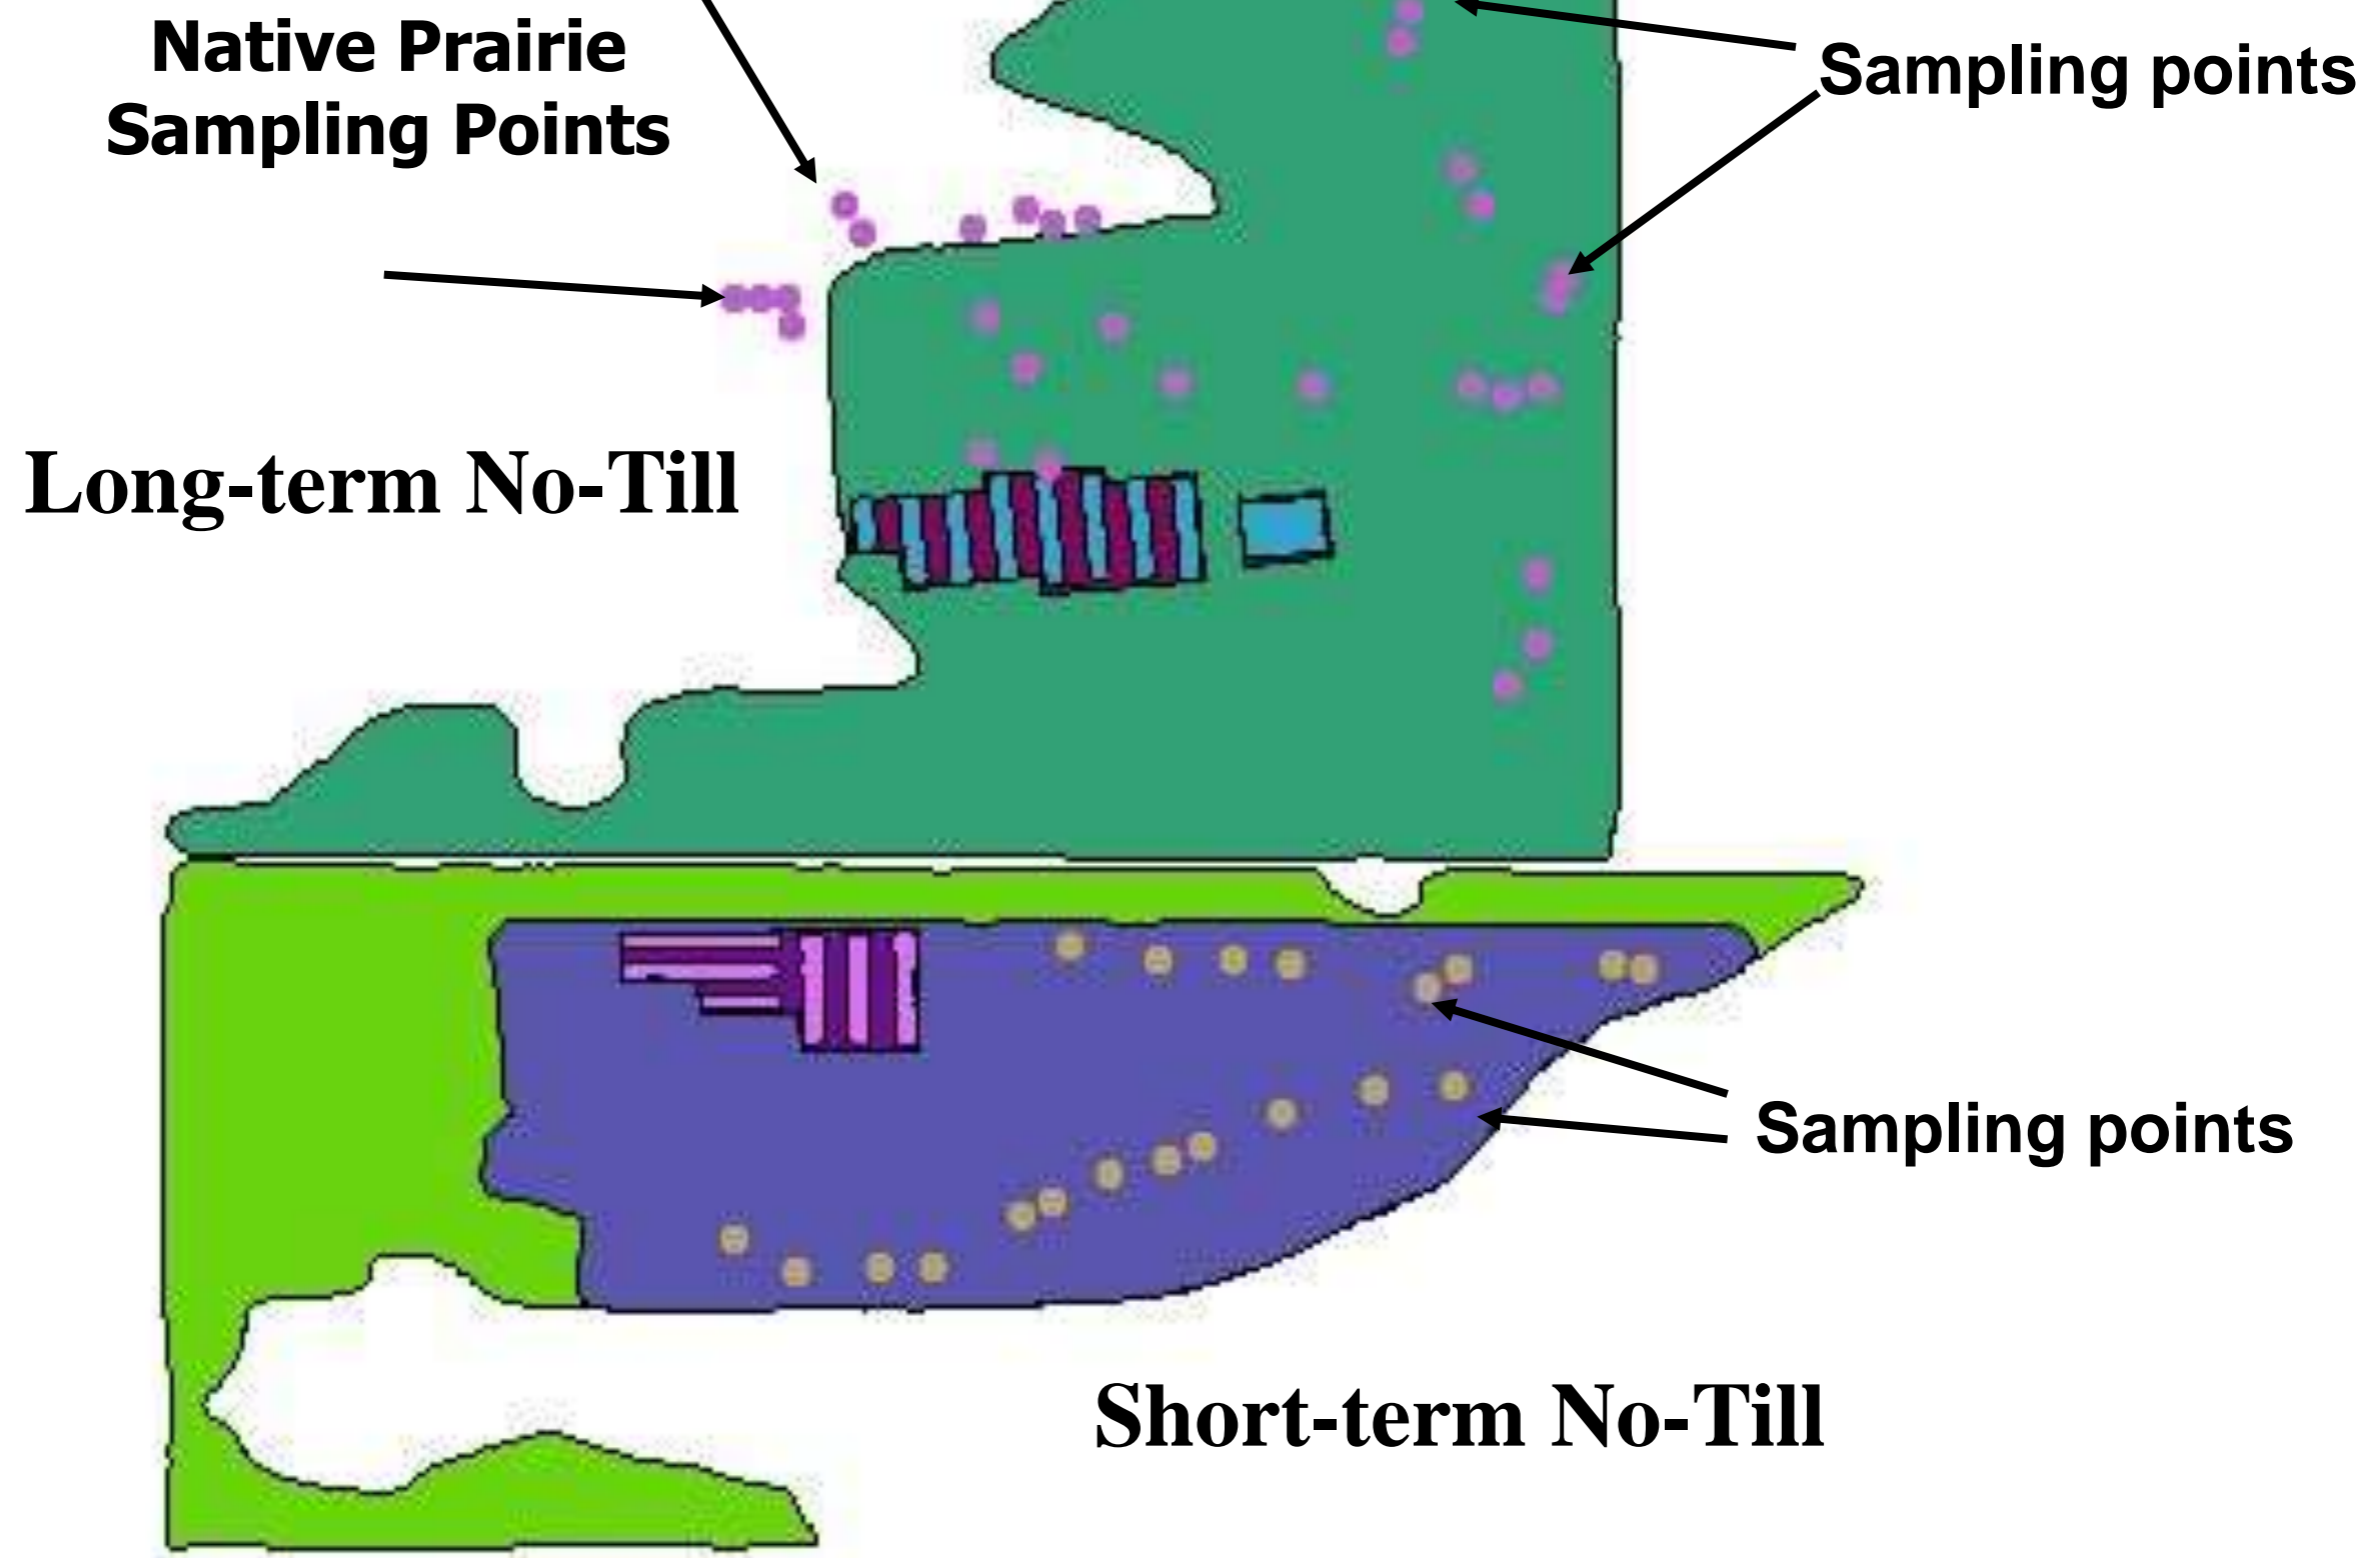 Native Prairie
Sampling Points
Sampling points
Long-term No-Till
Sampling points
Short-term No-Till